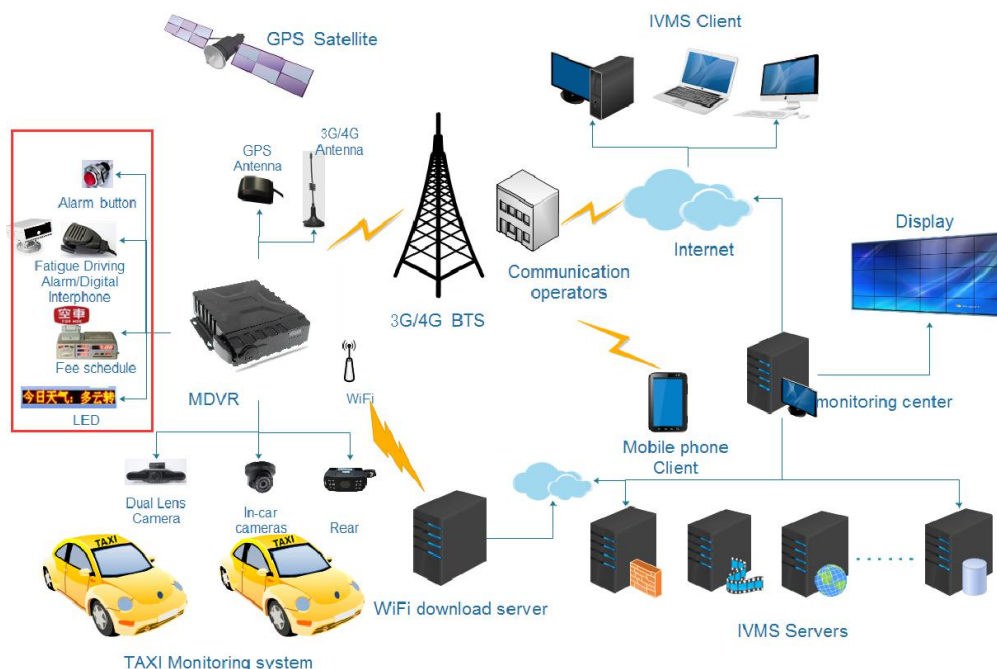 GPS Satellite
IVMS Client
3G/4G
Antenna
GPS
Antenna
Alarm button
Fatigue Driving
Alarm/Digital
Interphone
空車
FOR HIRE
Fee schedule
今日天气：多云转
LED
MDVR
WiFi
3G/4G BTS
Communication
operators
Internet
Display
monitoring center
Mobile phone
Client
Dual Lens
Camera
In-car
cameras
Rear
TAXI
TAXI
TAXI Monitoring system
WiFi download server
IVMS Servers